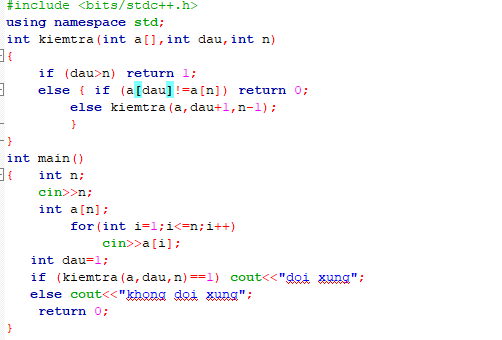 #include <bits/stdc++.h>
using namespace std;
int kiemtra(int a[],int dau,int n)
{
    if (dau>n) return 1;
    else { if (a[dau]!=a[n]) return 0;
        else kiemtra(a,dau+1,n-1);
        }
}
int main()
{   int n;
    cin>>n;
    int a[n];
        for(int i=1;i<=n;i++)
            cin>>a[i];
   int dau=1;
   if (kiemtra(a,dau,n)==1) cout<<"doi xung";
   else cout<<"khong doi xung";
    return 0;
}